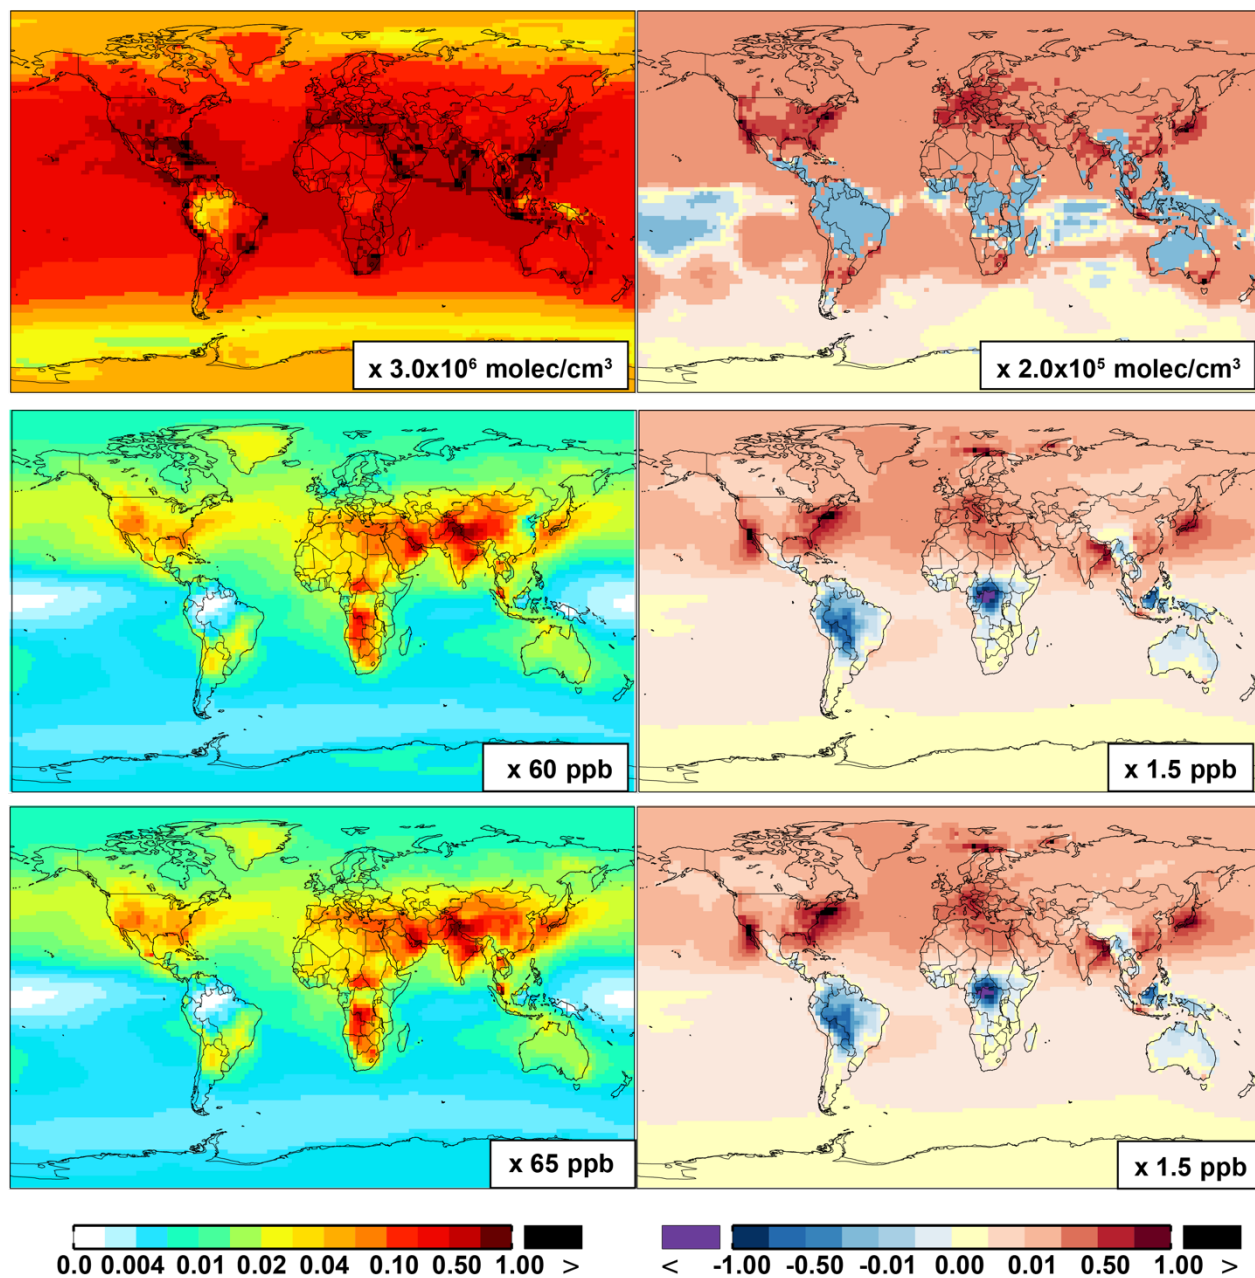 x 3.0x10⁶ molec/cm³
x 2.0x10⁵ molec/cm³
x 60 ppb
x 1.5 ppb
x 65 ppb
x 1.5 ppb
0.0 0.004 0.01 0.02 0.04 0.10 0.50 1.00 >
< -1.00 -0.50 -0.01 0.00 0.01 0.50 1.00 >